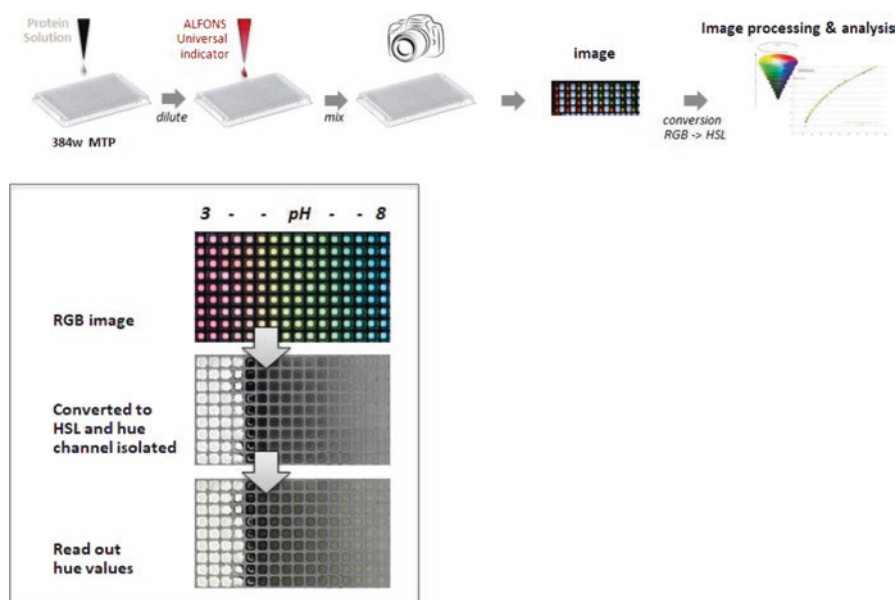 Protein
Solution
ALFONS
Universal
indicator
384w MTP
dilute
mix
image
conversion
RGB -> HSL
Image processing & analysis
3 - - pH - - 8
RGB image
Converted to
HSL and hue
channel isolated
Read out
hue values